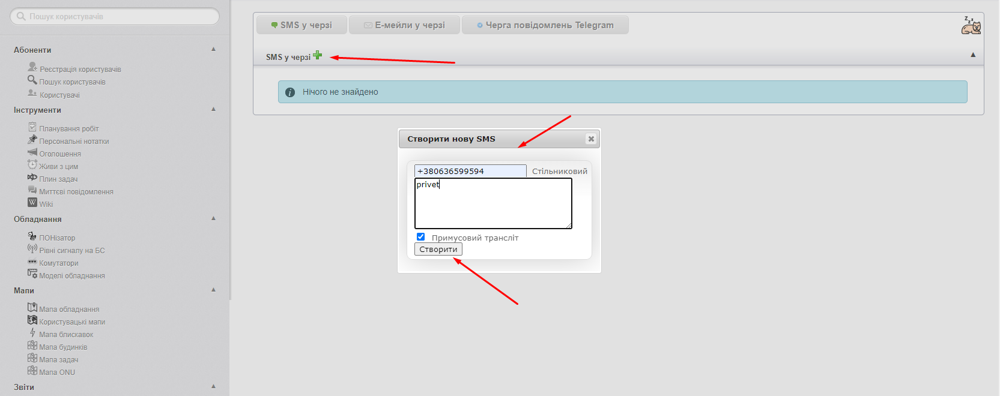 Пошук користувачів
Абоненти
Реєстрація користувачів
Пошук користувачів
Користувачі
Інструменти
Планування робіт
Персональні нотатки
Оголошення
Живи з цим
Плин задач
Миттєві повідомлення
W Wiki
Обладнання
ПОНізатор
Рівні сигналу на БС
Комутатори
Моделі обладнання
Мапи
Мапа обладнання
Користувацькі мапи
Мапа блискавок
Мапа будинків
Мапа задач
Мапа ONU
Звіти
SMS у черзі
Е-мейли у черзі
Черга повідомлень Telegram
Z z z
SMS у черзі
Нічого не знайдено
Створити нову SMS
+380636599594 Стільниковий
privet
Примусовий трансліт
Створити